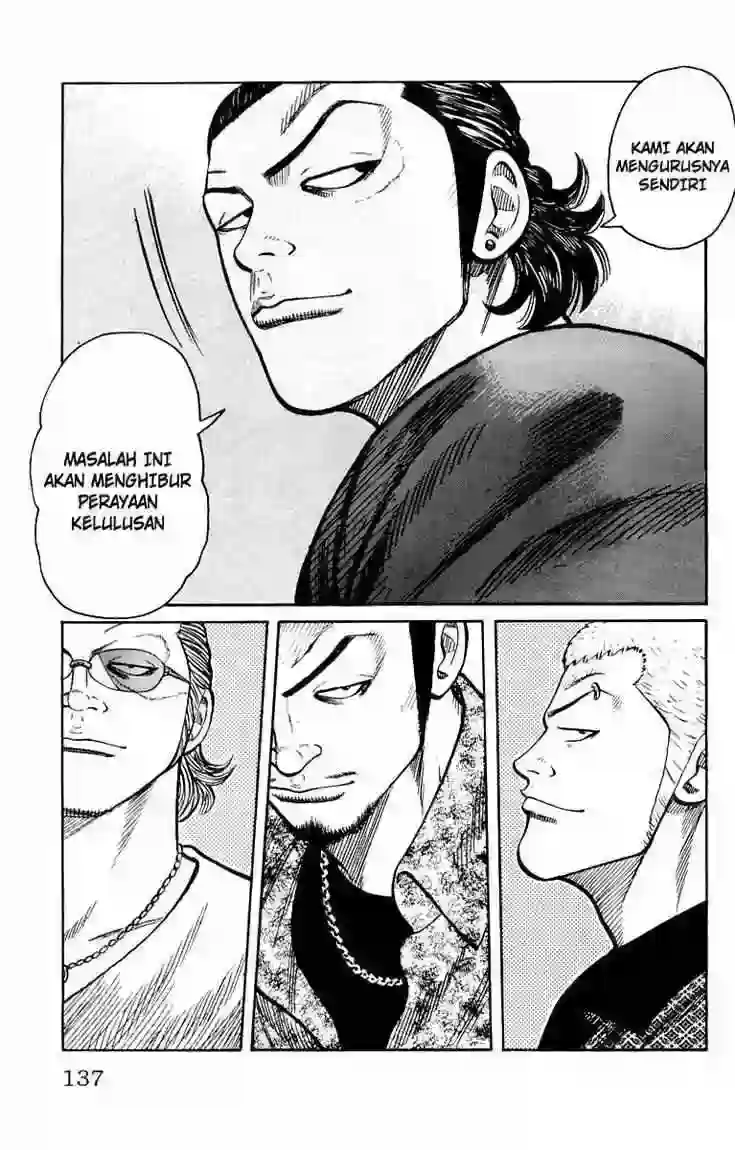 KAMI AKAN
MENGURUSNYA
SENDIRI
MASALAH INI
AKAN MENGHIBUR
PERAYAAN
KELULUSAN
137